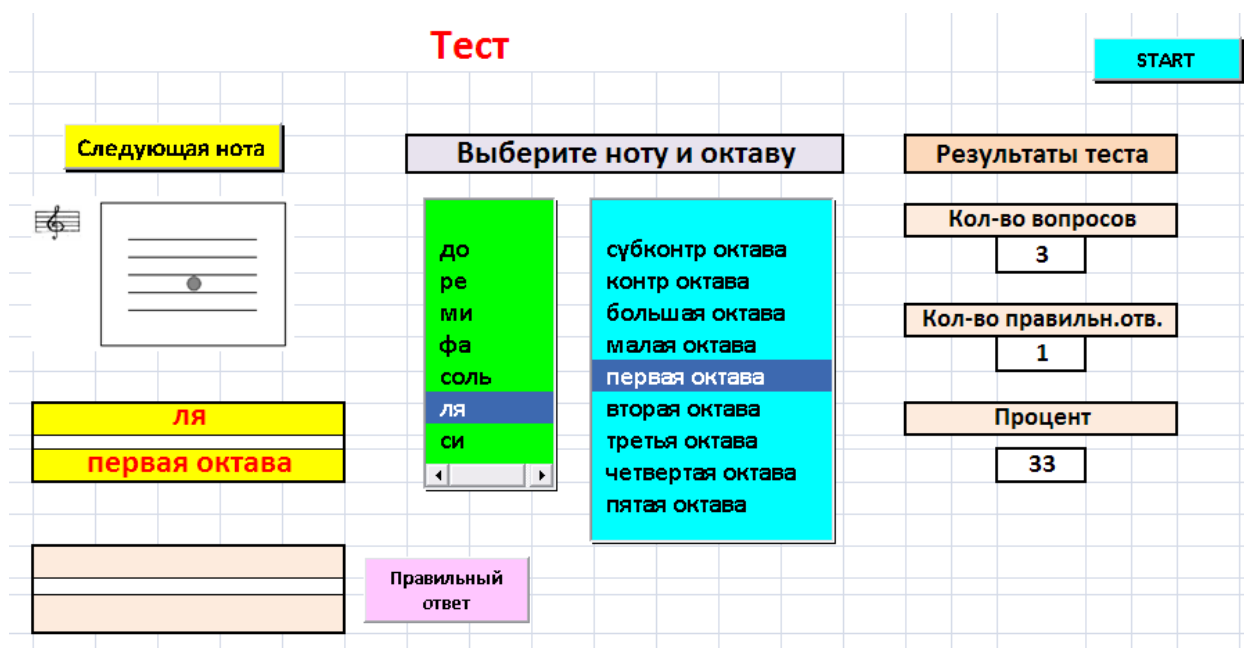 Тест
START
Следующая нота
Выберите ноту и октаву
Результаты теста
до
ре
ми
фа
соль
ля
си
субконтр октава
контр октава
большая октава
малая октава
первая октава
вторая октава
третья октава
четвертая октава
пятая октава
Кол-во вопросов
3
Кол-во правильн.отв.
1
Процент
33
ля
первая октава
Правильный
ответ